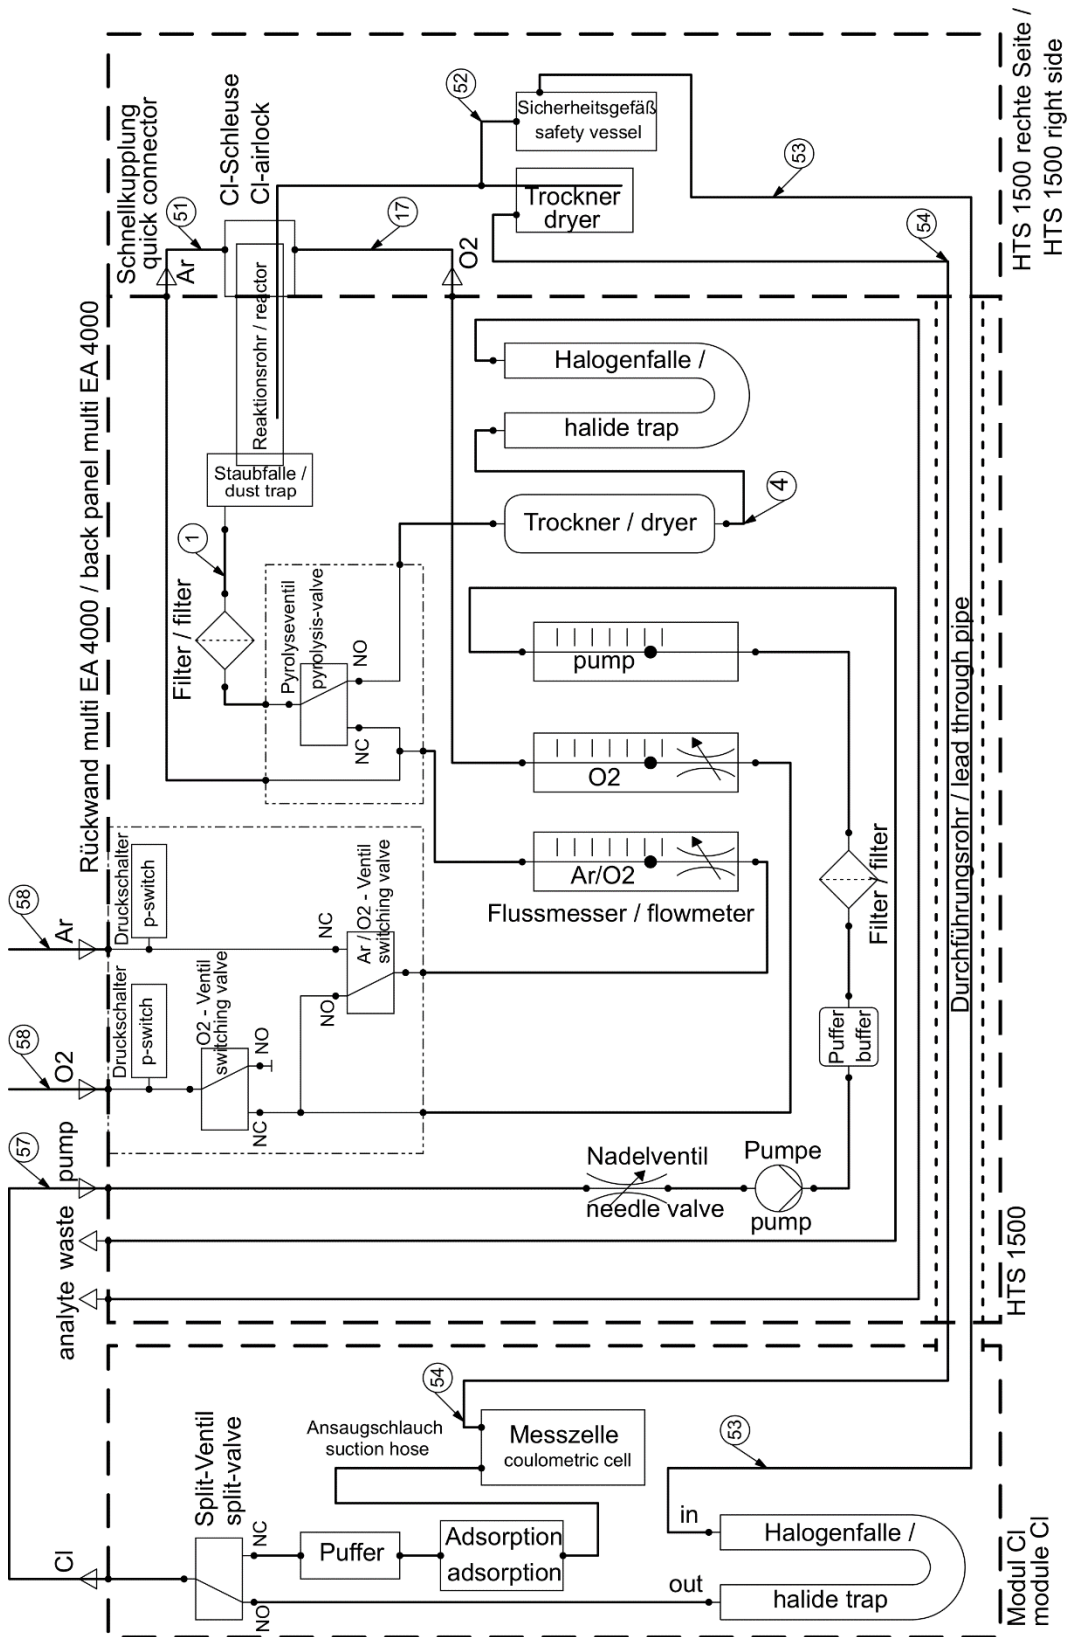 HTS 1500 rechte Seite /
HTS 1500 right side
Schnellkupplung
quick connector
Cl-Schleuse
Cl-airlock
52
Sicherheitsgefäß
safety vessel
53
51
Ar
17
O2
Trockner
dryer
54
Rückwand multi EA 4000 / back panel multi EA 4000
Reaktionsrohr / reactor
Staubfalle /
dust trap
Halogenfalle /
halide trap
1
4
Trockner / dryer
Filter / filter
Pyrolyseventil
pyrolysis-valve
NO
NC
pump
O2
Ar/O2
Flussmesser / flowmeter
58
Ar
Druckschalter
p-switch
NC
Ar / O2 - Ventil
switching valve
NO
58
O2
Druckschalter
p-switch
O2 - Ventil
switching valve
NO
NC
Filter / filter
Puffer
buffer
Durchführungsrohr / lead through pipe
57
pump
Nadelventil
needle valve
Pumpe
pump
waste
analyte
HTS 1500
54
Ansaugschlauch
suction hose
Messzelle
coulometric cell
53
Cl
Split-Ventil
split-valve
NC
NO
Puffer
Adsorption
adsorption
in
out
Halogenfalle /
halide trap
Modul Cl
module Cl